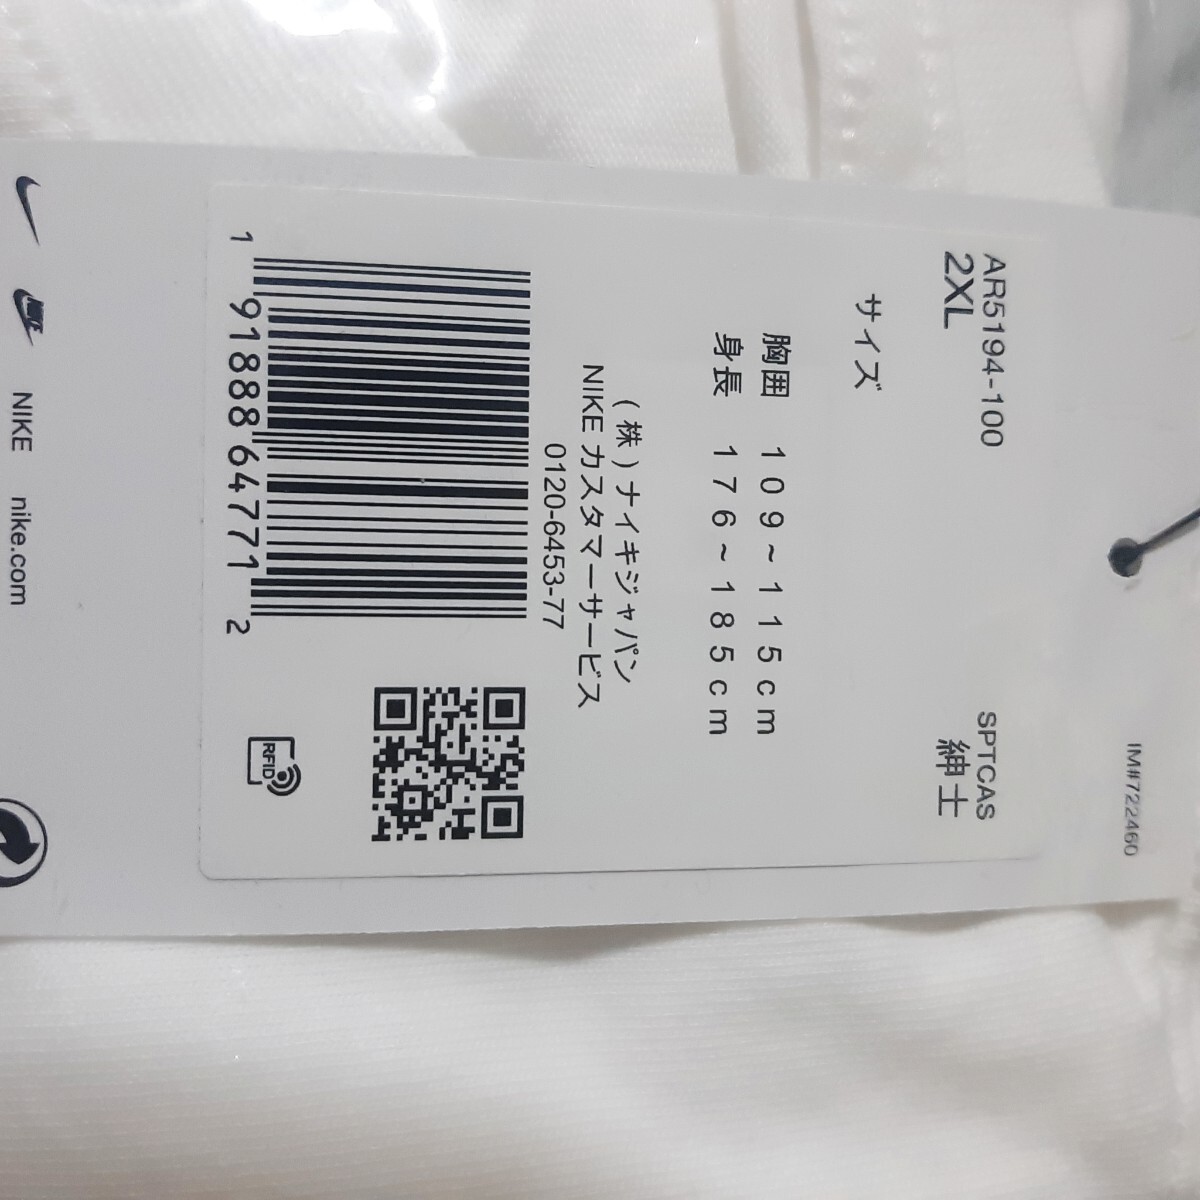 IM#722460
AR5194-100 SPTCAS
2XL 紳士
サイズ
胸囲 109~115cm
身長 176~185cm
(株)ナイキジャパン
NIKE カスタマーサービス
0120-6453-77
1 91888 64771 2
RFID
NIKE NIKE nike.com